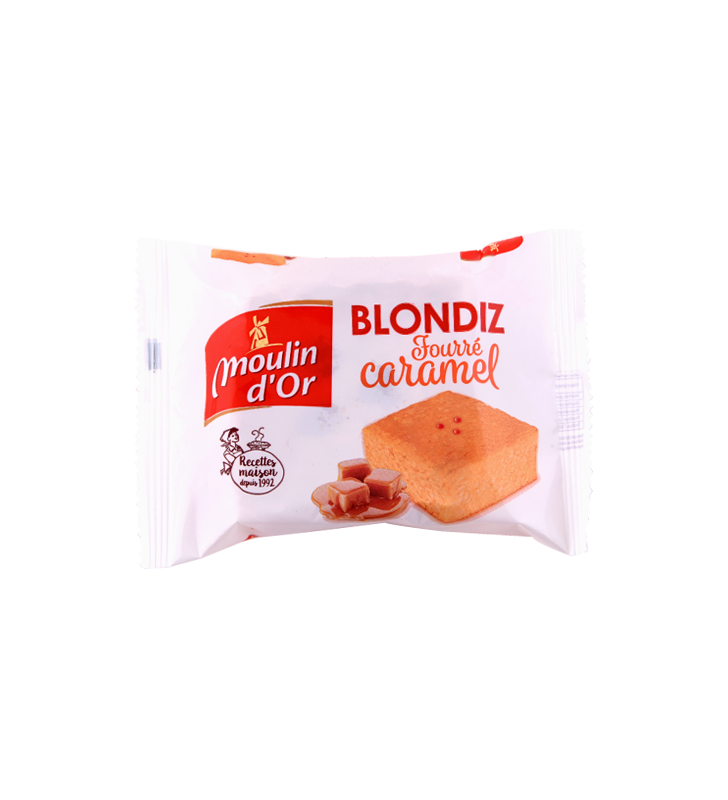 moulin
d'Or
BLONDIZ
Fourré
caramel
Recettes
maison
depuis 1992